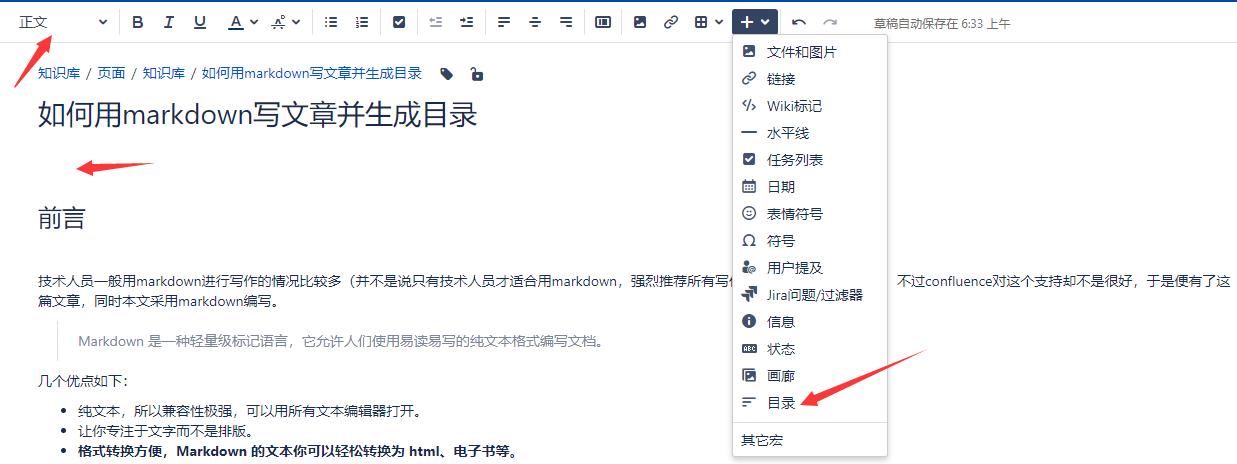 正文 B I U A 草稿自动保存在 6:33 上午
知识库 / 页面 / 知识库 / 如何用markdown写文章并生成目录
如何用markdown写文章并生成目录
前言
技术人员一般用markdown进行写作的情况比较多（并不是说只有技术人员才适合用markdown，强烈推荐所有写 不过confluence对这个支持却不是很好，于是便有了这
篇文章，同时本文采用markdown编写。
Markdown 是一种轻量级标记语言，它允许人们使用易读易写的纯文本格式编写文档。
几个优点如下：
纯文本，所以兼容性极强，可以用所有文本编辑器打开。
让你专注于文字而不是排版。
格式转换方便，Markdown 的文本你可以轻松转换为 html、电子书等。
文件和图片
链接
Wiki标记
水平线
任务列表
日期
表情符号
符号
用户提及
Jira问题/过滤器
信息
ABC 状态
画廊
目录
其它宏